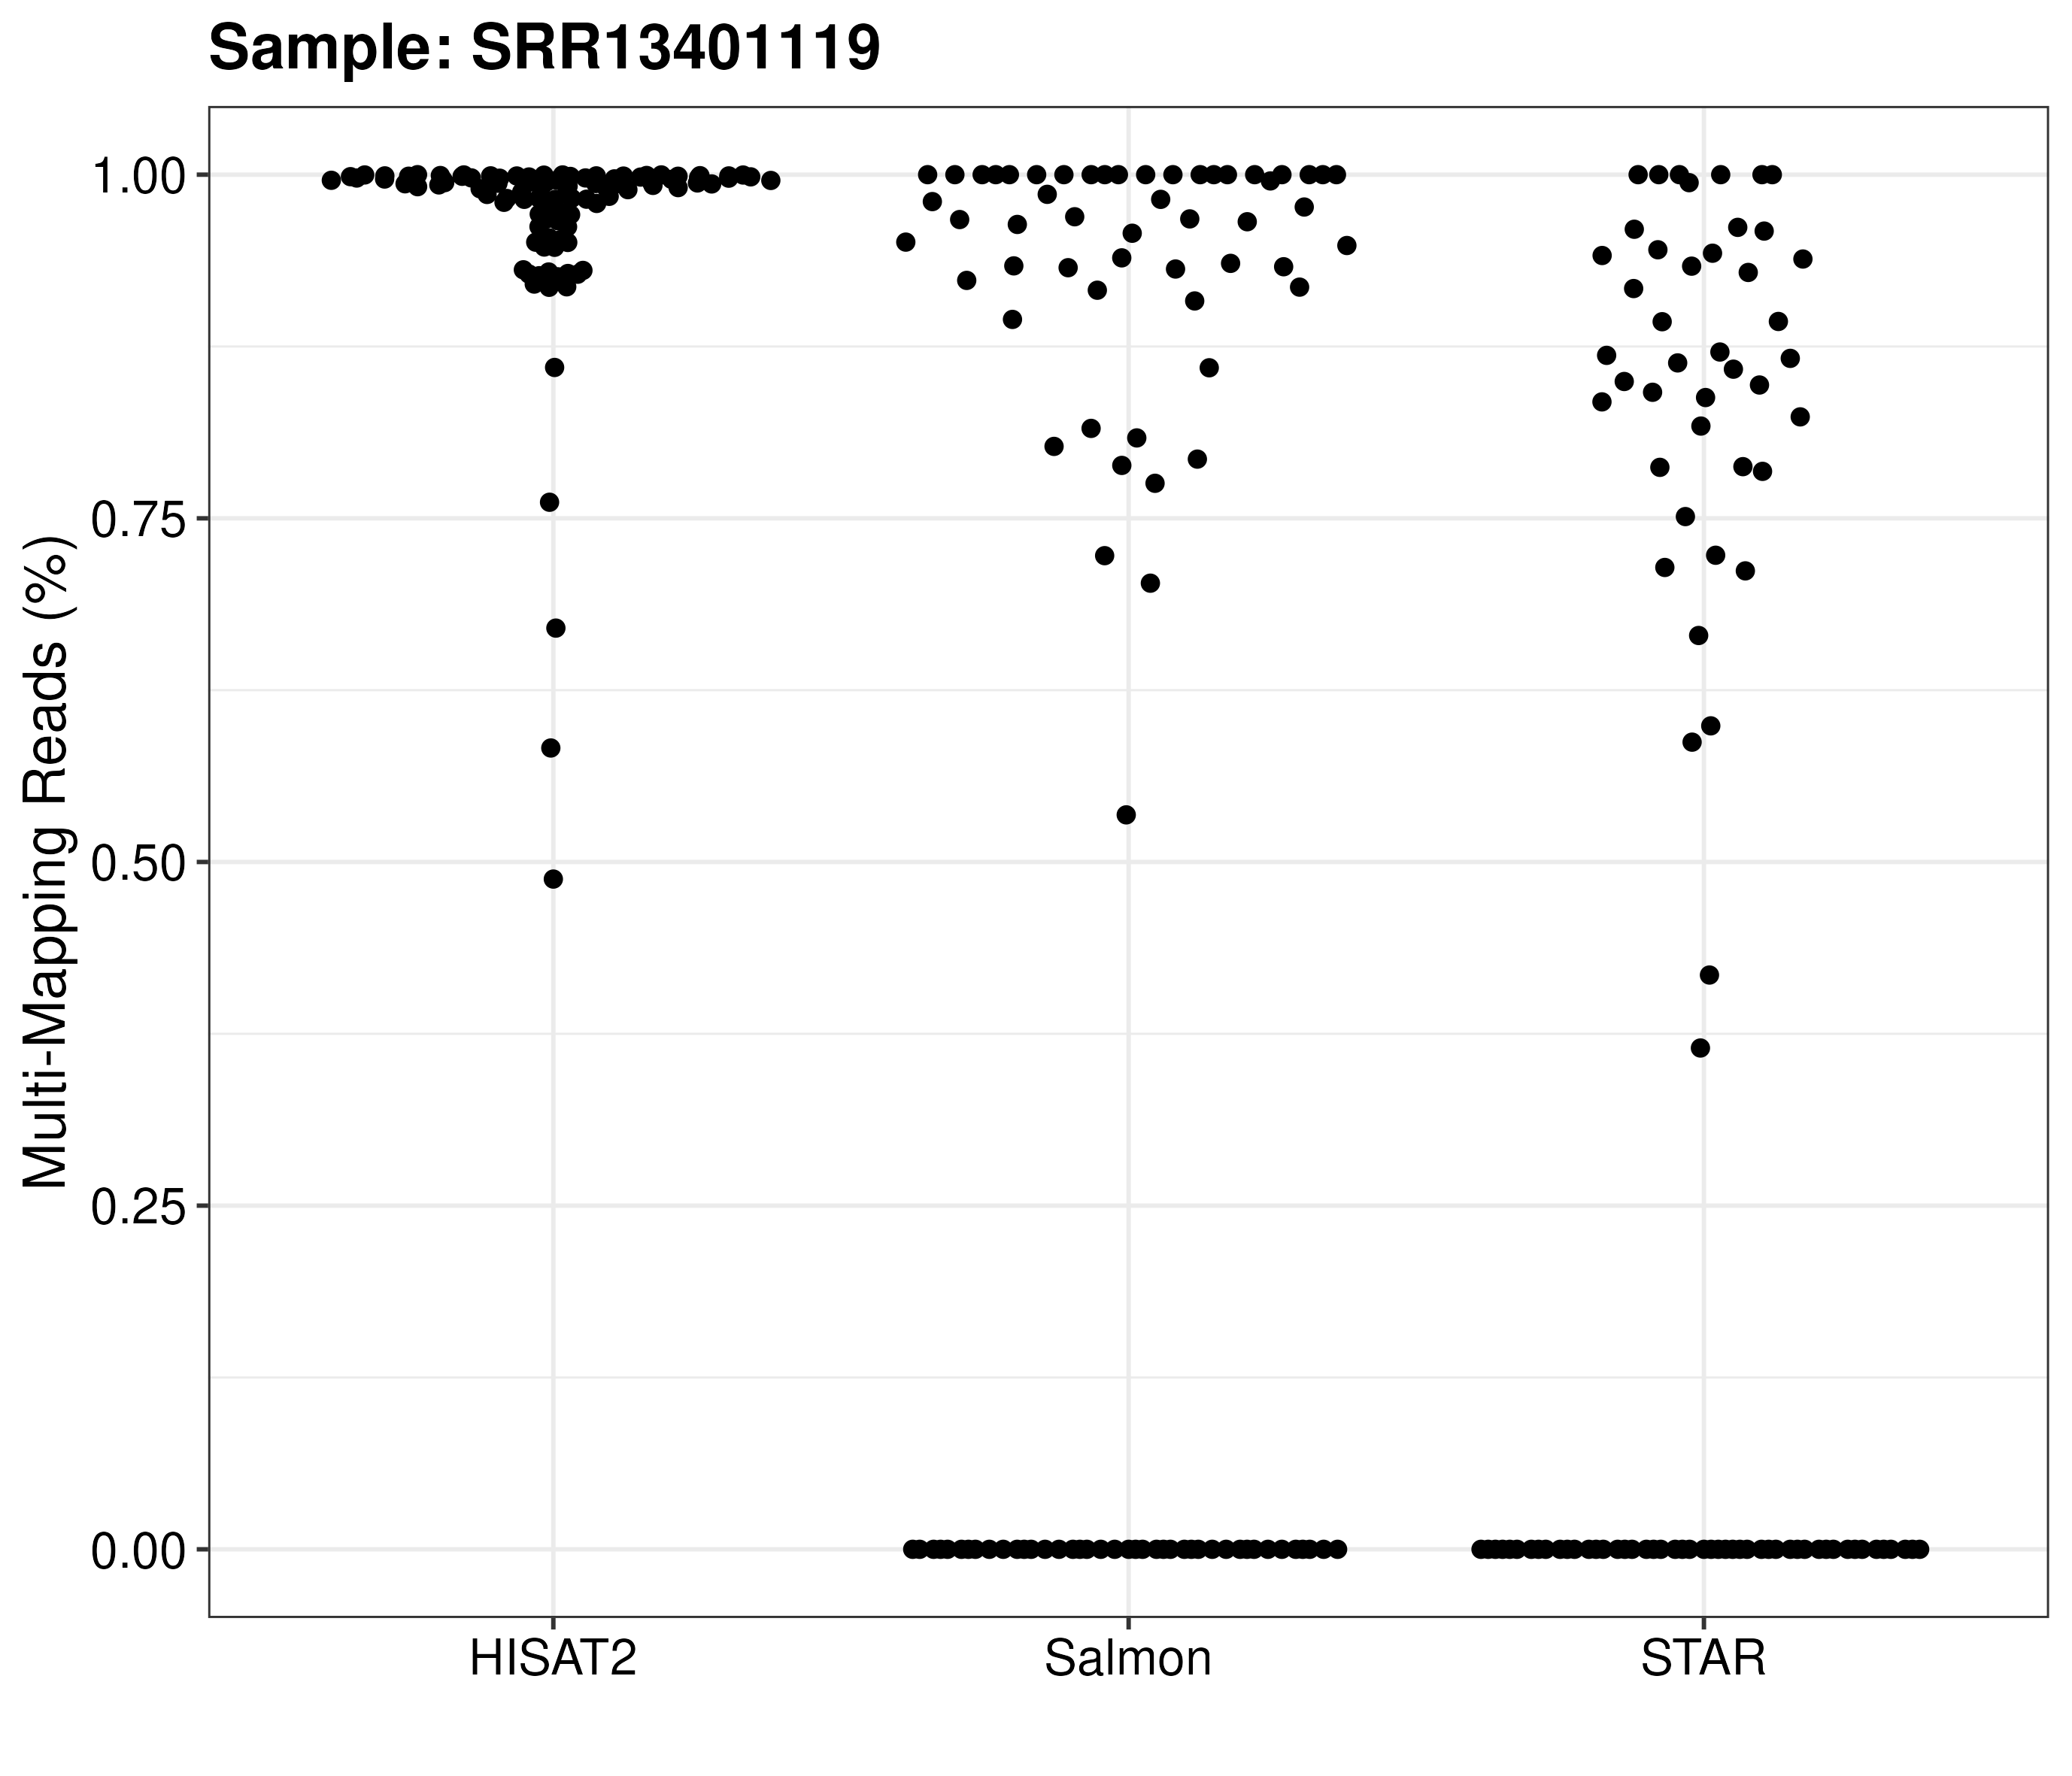 Sample: SRR13401119
Multi-Mapping Reads (%)
1.00
0.75
0.50
0.25
0.00
HISAT2
Salmon
STAR